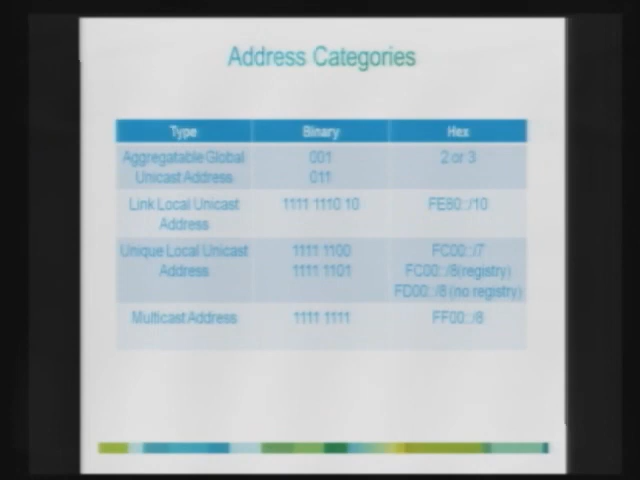 Address Categories
Type Binary Hex
Aggregatable Global 001 2 or 3
Unicast Address 011
Link Local Unicast 1111 1110 10 FE80::/10
Address
Unique Local Unicast 1111 1100 FC00::/7
Address 1111 1101 FC00::/8(registry)
FD00::/8 (no registry)
Multicast Address 1111 1111 FF00::/8